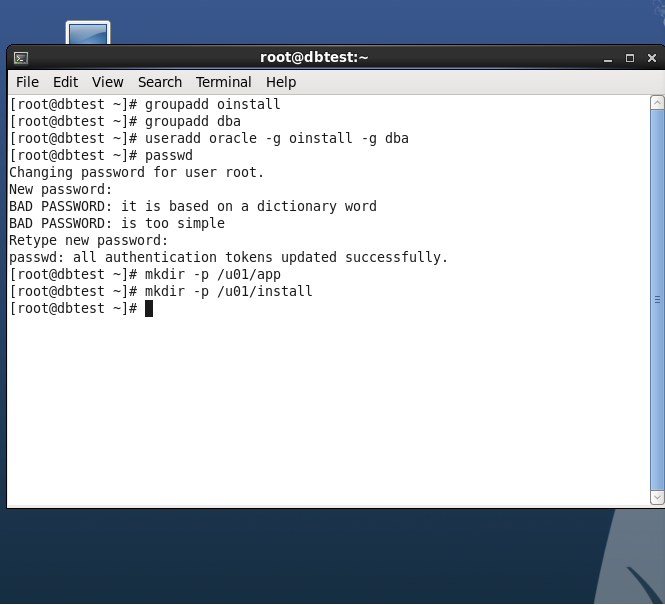 root@dbtest:~
File Edit View Search Terminal Help
[root@dbtest ~]# groupadd oinstall
[root@dbtest ~]# groupadd dba
[root@dbtest ~]# useradd oracle -g oinstall -g dba
[root@dbtest ~]# passwd
Changing password for user root.
New password:
BAD PASSWORD: it is based on a dictionary word
BAD PASSWORD: is too simple
Retype new password:
passwd: all authentication tokens updated successfully.
[root@dbtest ~]# mkdir -p /u01/app
[root@dbtest ~]# mkdir -p /u01/install
[root@dbtest ~]#